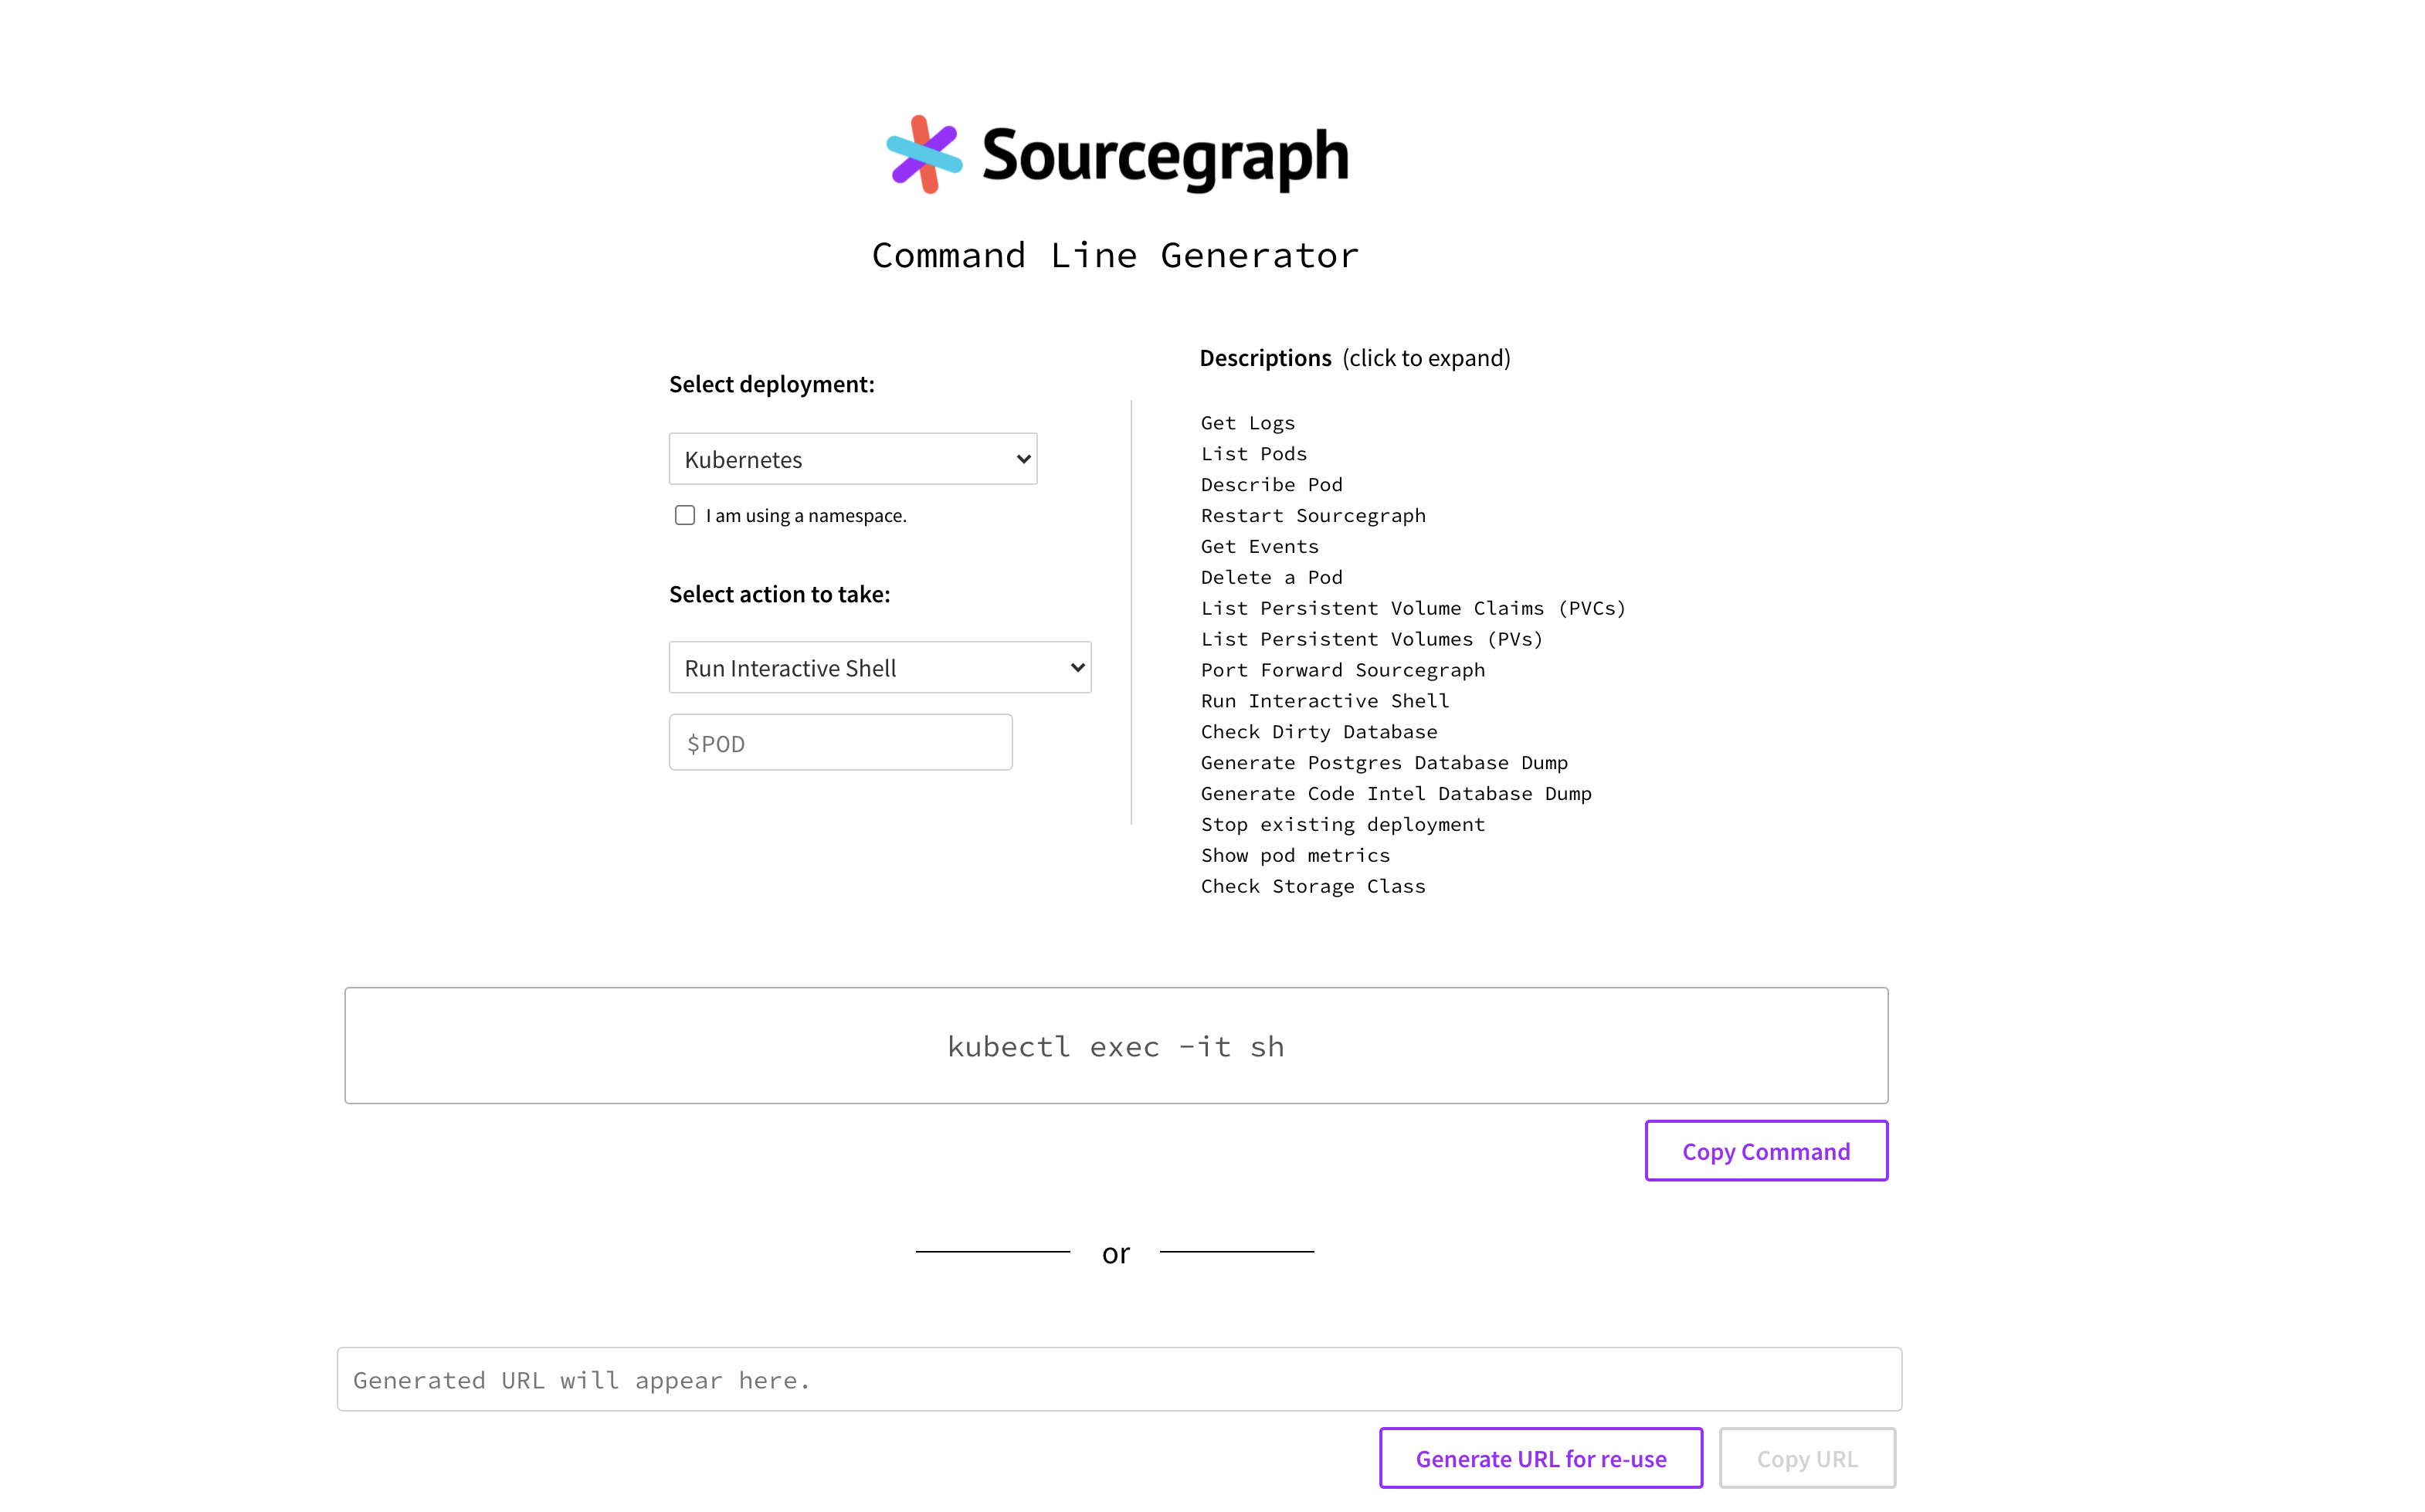 Sourcegraph
Command Line Generator
Select deployment:
Kubernetes
I am using a namespace.
Select action to take:
Run Interactive Shell
$POD
Descriptions (click to expand)
Get Logs
List Pods
Describe Pod
Restart Sourcegraph
Get Events
Delete a Pod
List Persistent Volume Claims (PVCs)
List Persistent Volumes (PVs)
Port Forward Sourcegraph
Run Interactive Shell
Check Dirty Database
Generate Postgres Database Dump
Generate Code Intel Database Dump
Stop existing deployment
Show pod metrics
Check Storage Class
kubectl exec -it sh
Copy Command
or
Generated URL will appear here.
Generate URL for re-use
Copy URL